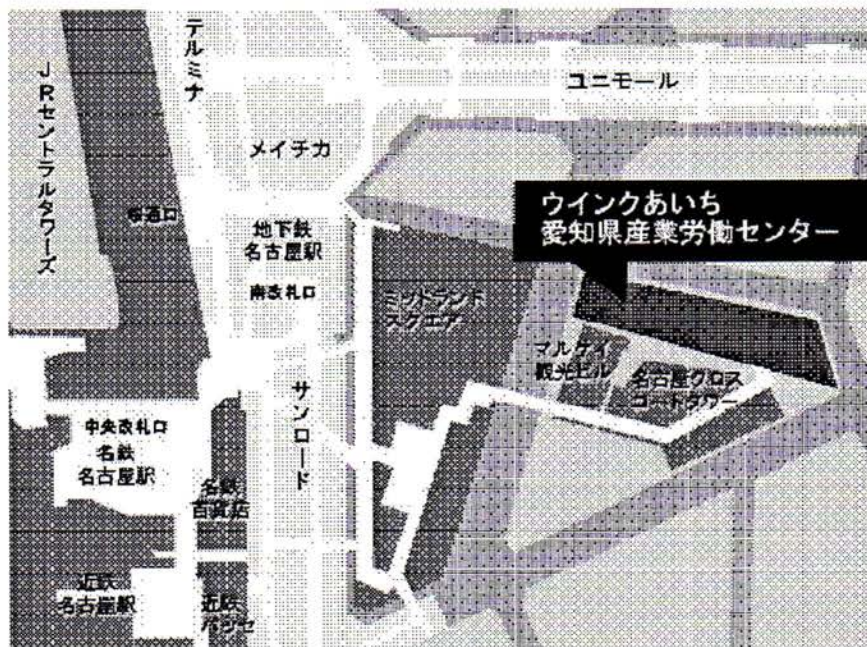 JRセントラルタワーズ
テルミナ
ユニモール
メイチカ
桜通口
地下鉄
名古屋駅
南改札口
ウインクあいち
愛知県産業労働センター
ミッドランド
スクエア
マルケイ
観光ビル
名古屋クロス
コートタワー
サンロード
中央改札口
名鉄
名古屋駅
名鉄
百貨店
近鉄
名古屋駅
近鉄
パッセ